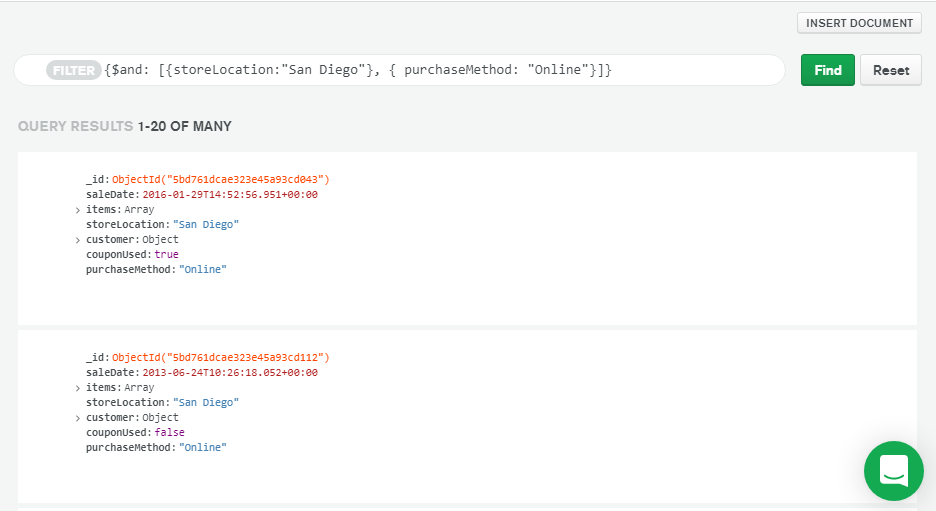 INSERT DOCUMENT
FILTER {$and: [{storeLocation:"San Diego"}, { purchaseMethod: "Online"}]}
Find
Reset
QUERY RESULTS 1-20 OF MANY
_id: ObjectId("5bd761dcae323e45a93cd043")
saleDate: 2016-01-29T14:52:56.951+00:00
> items: Array
storeLocation: "San Diego"
> customer: Object
couponUsed: true
purchaseMethod: "Online"
_id: ObjectId("5bd761dcae323e45a93cd112")
saleDate: 2013-06-24T10:26:18.052+00:00
> items: Array
storeLocation: "San Diego"
> customer: Object
couponUsed: false
purchaseMethod: "Online"